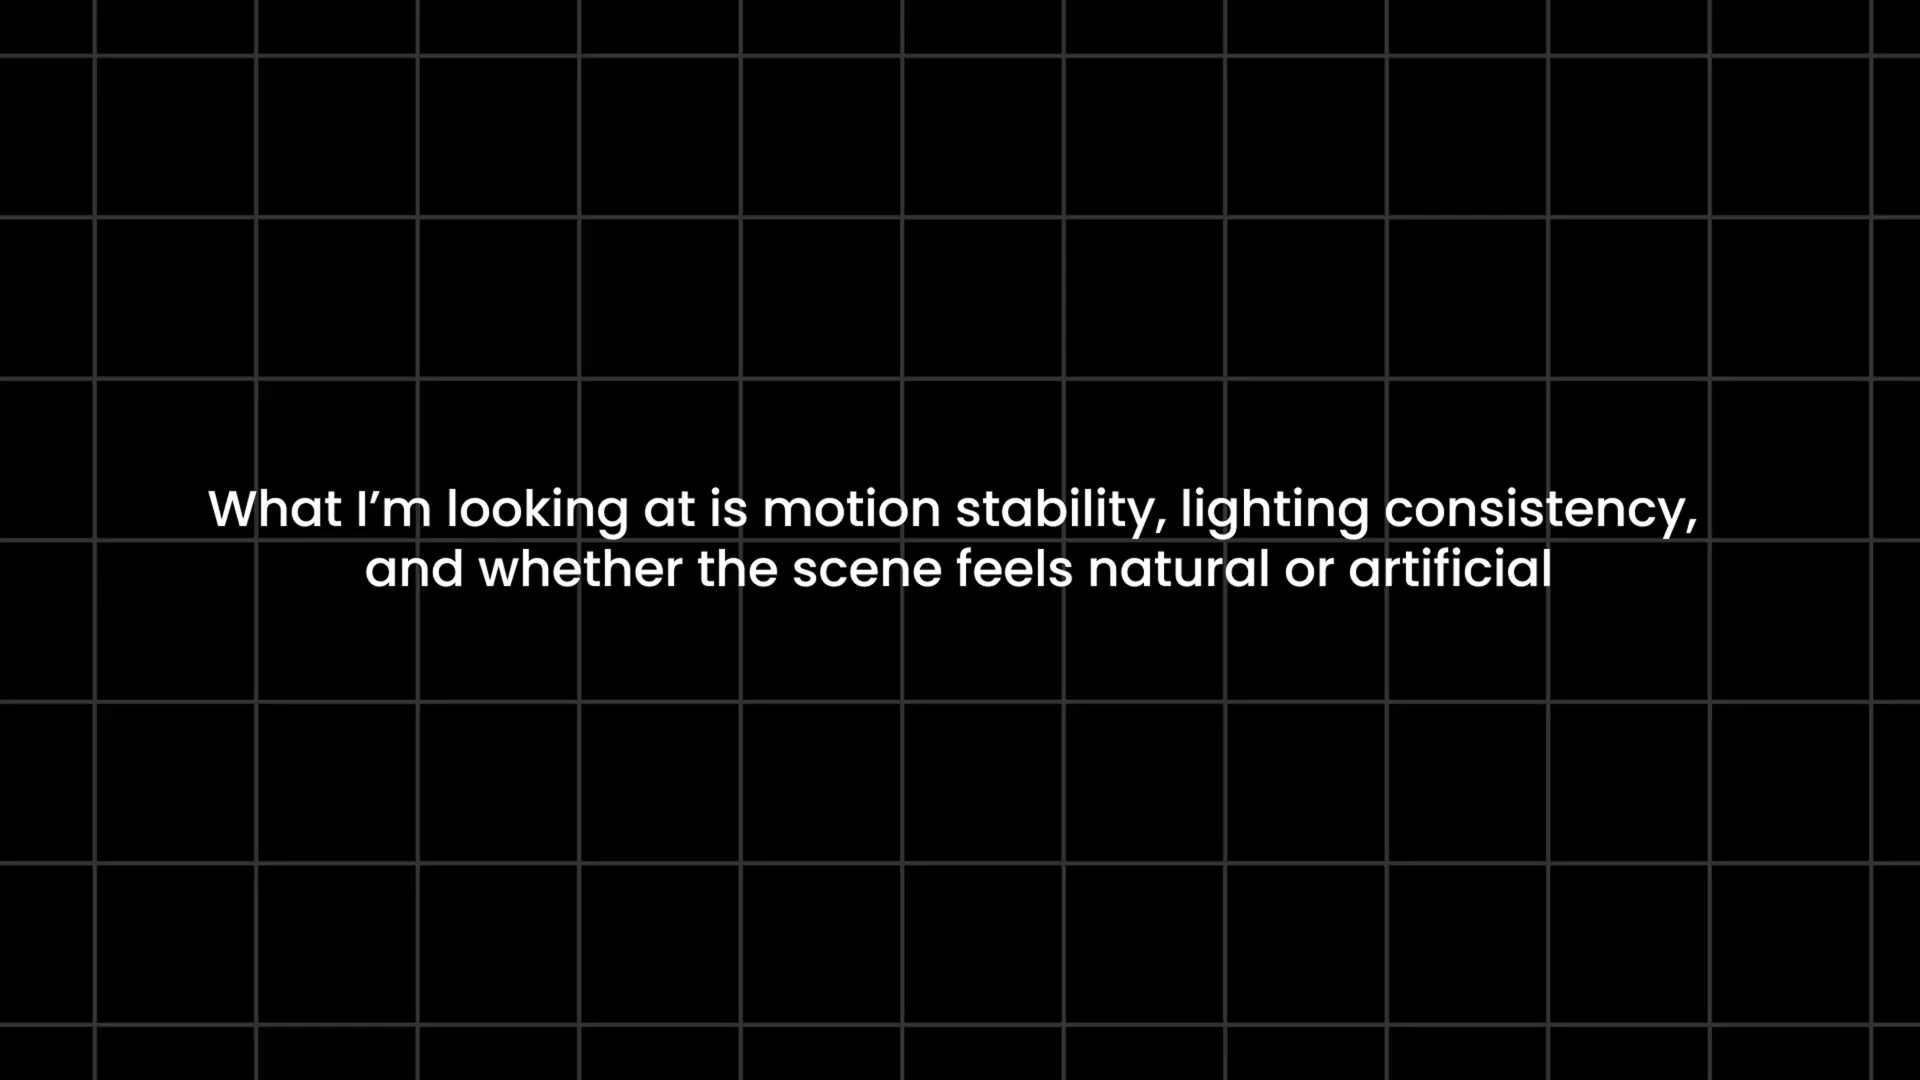 What I’m looking at is motion stability, lighting consistency,
and whether the scene feels natural or artificial